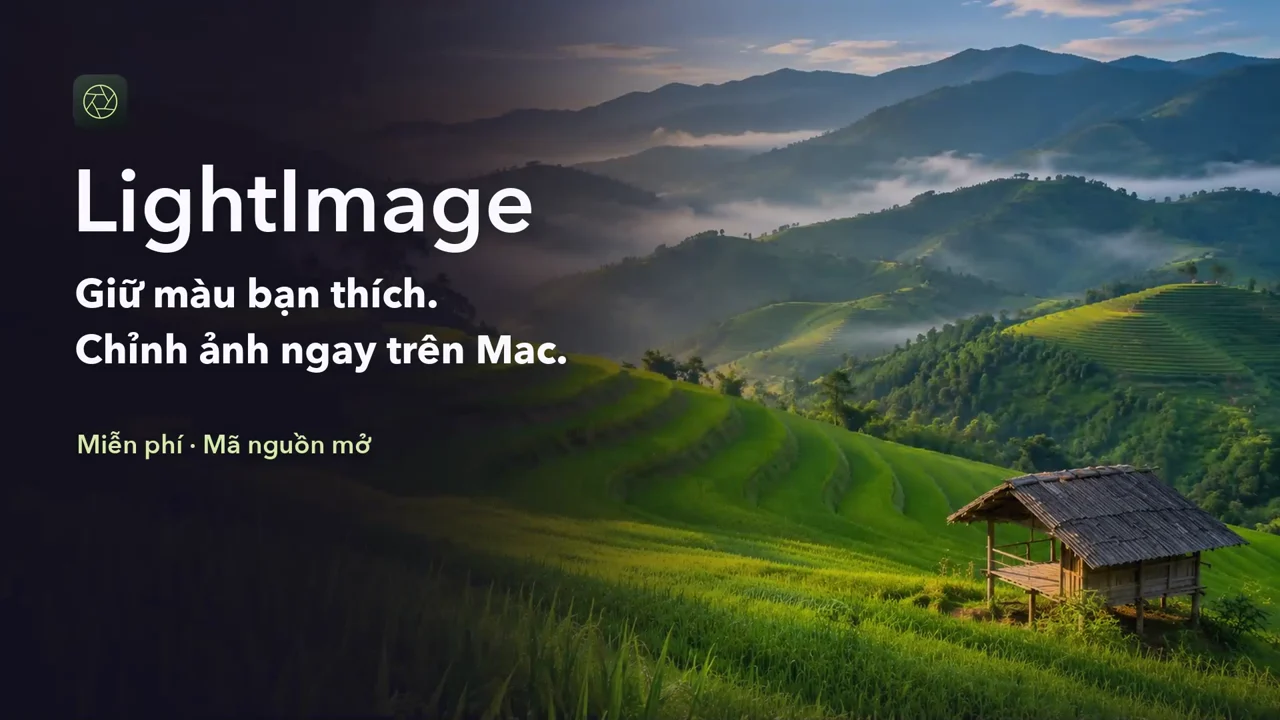 LightImage
Giữ màu bạn thích.
Chỉnh ảnh ngay trên Mac.
Miễn phí · Mã nguồn mở